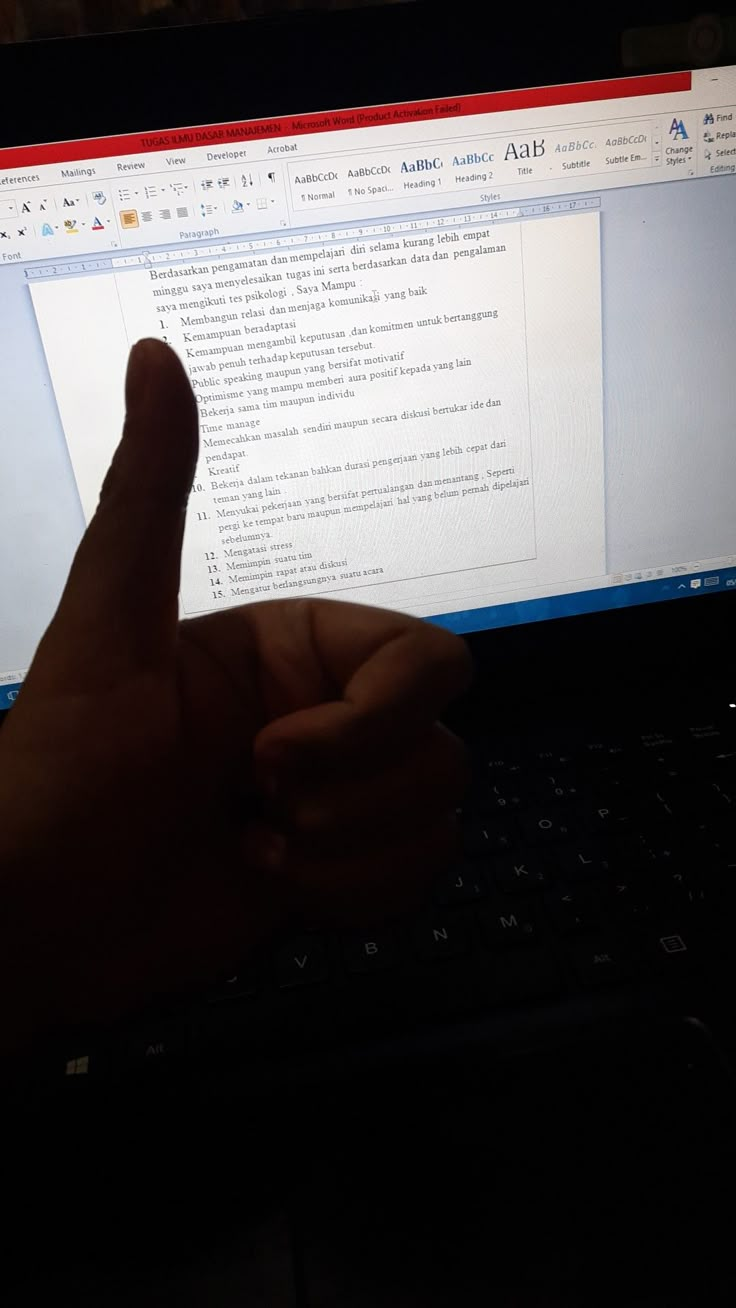 TUGAS ILMU DASAR MANAJEMEN - Microsoft Word (Product Activation Failed)
Mailings Review View Developer Acrobat
AaBbCcDc AaBbCcDc AaBbC AaBbCc AaB AaBbCc. AaBbCcDi
¶ Normal ¶ No Spaci... Heading 1 Heading 2 Title Subtitle Subtle Em...
Change Styles
Find
Select
Font Paragraph Styles Editing
Berdasarkan pengamatan dan mempelajari diri selama kurang lebih empat
minggu saya menyelesaikan tugas ini serta berdasarkan data dan pengalaman
saya mengikuti tes psikologi , Saya Mampu :
1. Membangun relasi dan menjaga komunikasi yang baik
Kemampuan beradaptasi
Kemampuan mengambil keputusan ,dan komitmen untuk bertanggung
jawab penuh terhadap keputusan tersebut.
Public speaking maupun yang bersifat motivatif
Optimisme yang mampu memberi aura positif kepada yang lain
Bekerja sama tim maupun individu
Time manage
Memecahkan masalah sendiri maupun secara diskusi bertukar ide dan
pendapat.
Kreatif
10. Bekerja dalam tekanan bahkan durasi pengerjaan yang lebih cepat dari
teman yang lain
11. Menyukai pekerjaan yang bersifat pertualangan dan menantang , Seperti
pergi ke tempat baru maupun mempelajari hal yang belum pernah dipelajari
sebelumnya.
12. Mengatasi stress
13. Memimpin suatu tim
14. Memimpin rapat atau diskusi
15. Mengatur berlangsungnya suatu acara
100%
I O P
J K L
V B N M
Alt Alt